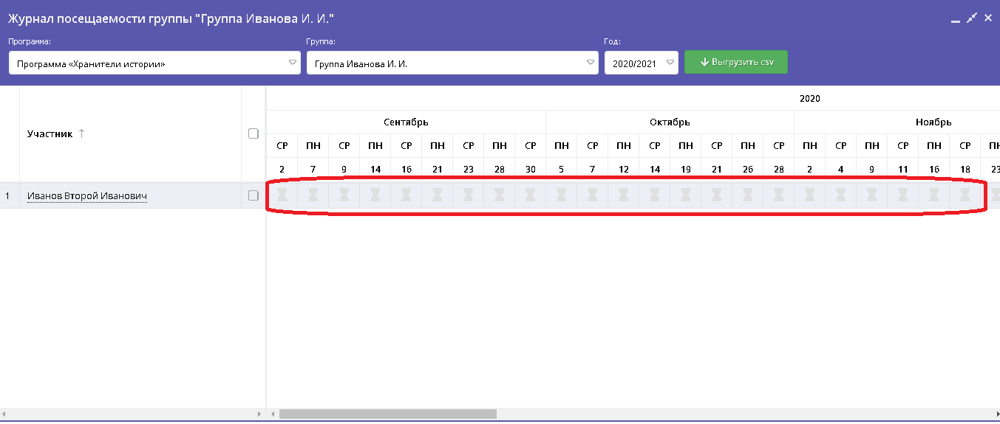 Журнал посещаемости группы "Группа Иванова И. И."
Программа: Группа: Год:
Программа «Хранители истории» Группа Иванова И. И. 2020/2021 Выгрузить csv
2020
Сентябрь Октябрь Ноябрь
Участник
СР ПН СР ПН СР ПН СР ПН СР ПН СР ПН СР ПН СР ПН СР ПН СР ПН СР ПН СР ПН
2 7 9 14 16 21 23 28 30 5 7 12 14 19 21 26 28 2 4 9 11 16 18 23
1 Иванов Второй Иванович